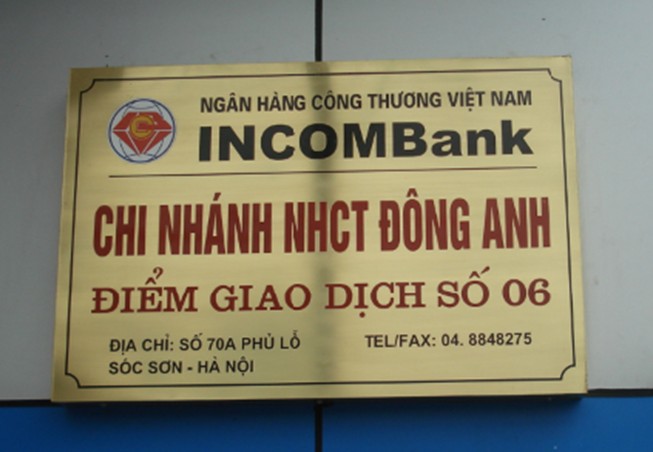 NGÂN HÀNG CÔNG THƯƠNG VIỆT NAM
INCOMBank
CHI NHÁNH NHCT ĐÔNG ANH
ĐIỂM GIAO DỊCH SỐ 06
ĐỊA CHỈ: SỐ 70A PHỦ LỖ TEL/FAX: 04. 8848275
SÓC SƠN - HÀ NỘI